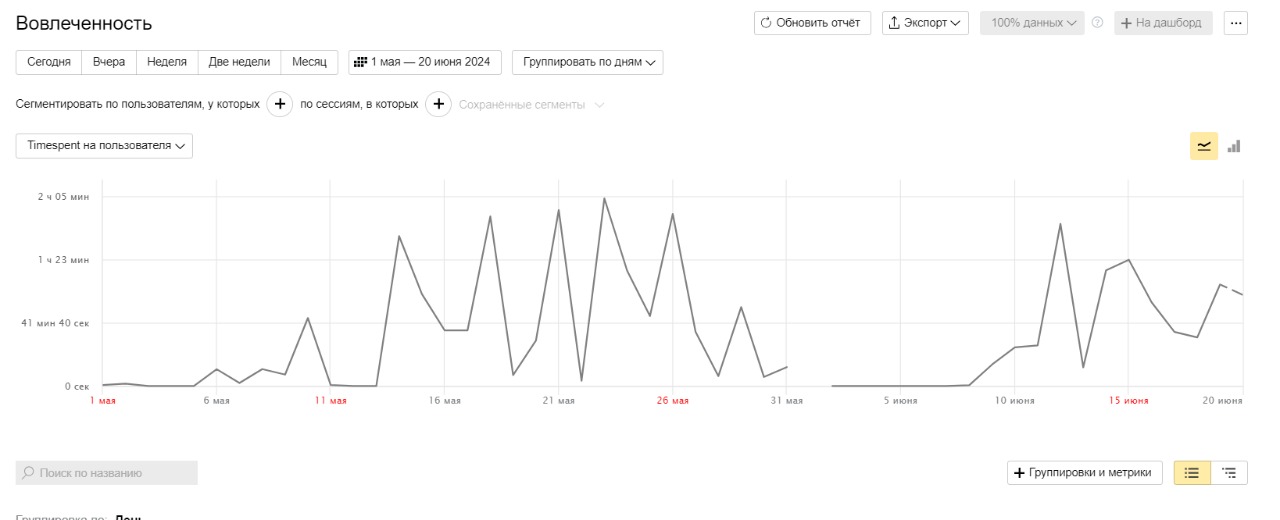 Вовлеченность
Обновить отчёт
Экспорт
100% данных
?
+ На дашборд
Сегодня
Вчера
Неделя
Две недели
Месяц
1 мая — 20 июня 2024
Группировать по дням
Сегментировать по пользователям, у которых + по сессиям, в которых + Сохранённые сегменты
Timespent на пользователя
2 ч 05 мин
1 ч 23 мин
41 мин 40 сек
0 сек
1 мая
6 мая
11 мая
16 мая
21 мая
26 мая
31 мая
5 июня
10 июня
15 июня
20 июня
Поиск по названию
+ Группировки и метрики
Группировка по: День